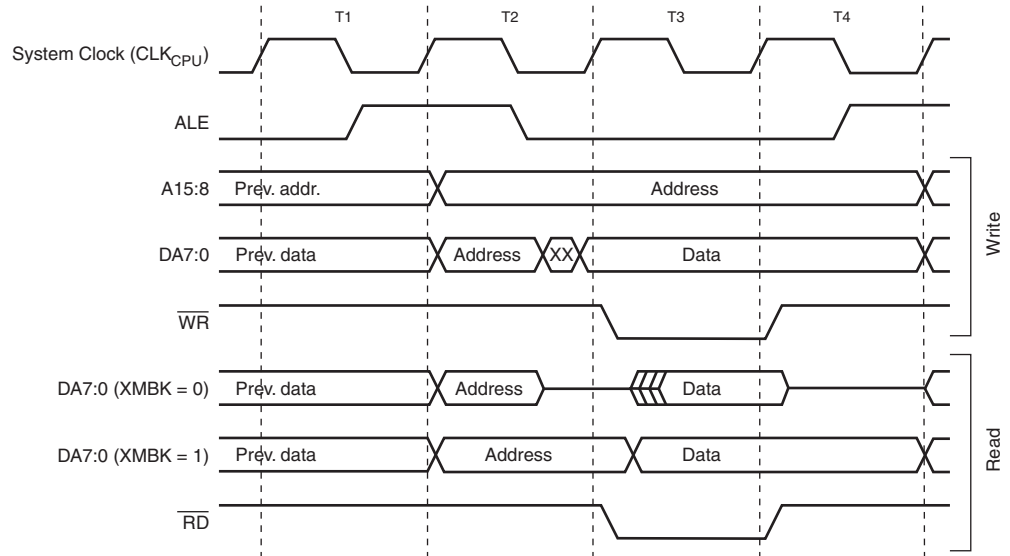 T1 T2 T3 T4
System Clock (CLKCPU)
ALE
A15:8 Prev. addr. Address
DA7:0 Prev. data Address XX Data
WR
Write
DA7:0 (XMBK = 0) Prev. data Address Data
DA7:0 (XMBK = 1) Prev. data Address Data
RD
Read